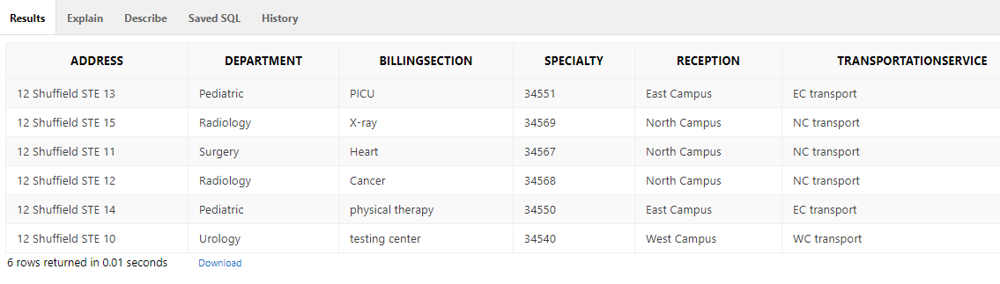 Results Explain Describe Saved SQL History
ADDRESS DEPARTMENT BILLINGSECTION SPECIALTY RECEPTION TRANSPORTATIONSERVICE
12 Shuffield STE 13 Pediatric PICU 34551 East Campus EC transport
12 Shuffield STE 15 Radiology X-ray 34569 North Campus NC transport
12 Shuffield STE 11 Surgery Heart 34567 North Campus NC transport
12 Shuffield STE 12 Radiology Cancer 34568 North Campus NC transport
12 Shuffield STE 14 Pediatric physical therapy 34550 East Campus EC transport
12 Shuffield STE 10 Urology testing center 34540 West Campus WC transport
6 rows returned in 0.01 seconds Download